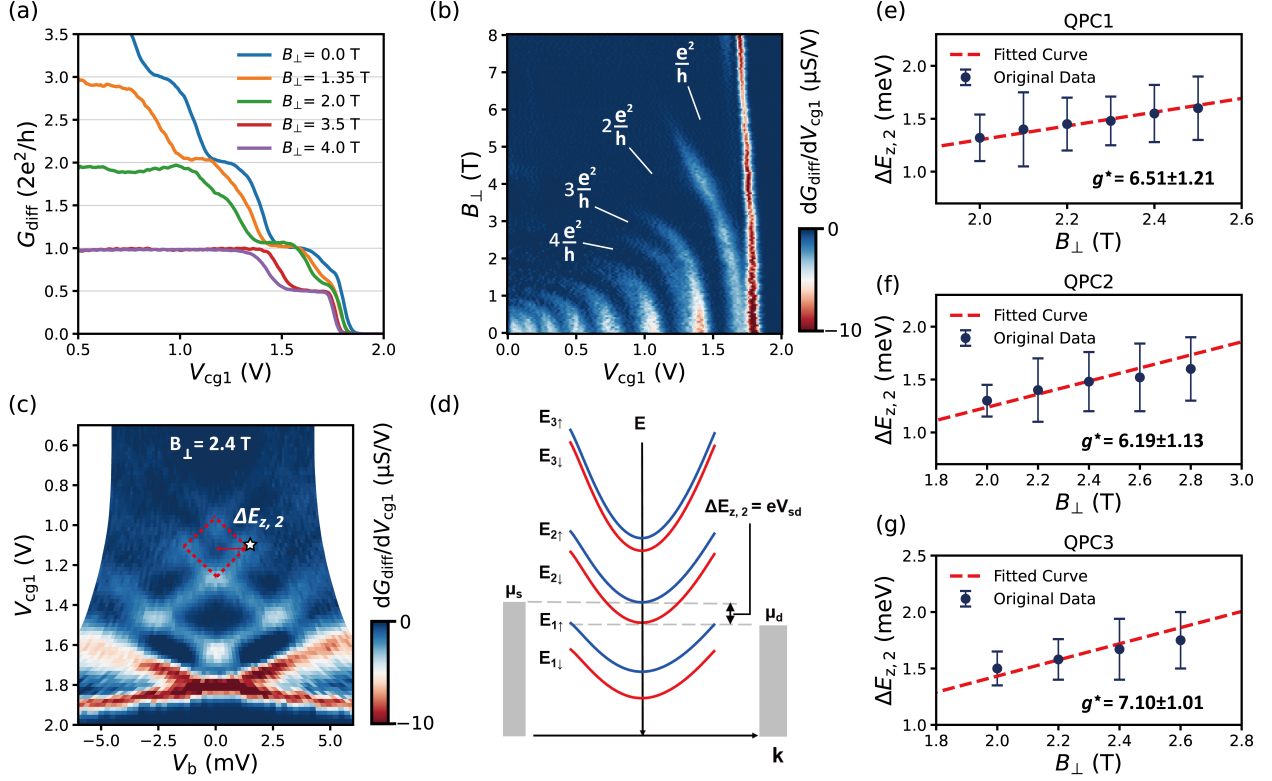 (a)
3.5
3.0
2.5
2.0
1.5
1.0
0.5
0.0
G_diff (2e²/h)
B⊥= 0.0 T
B⊥= 1.35 T
B⊥= 2.0 T
B⊥= 3.5 T
B⊥= 4.0 T
0.5 1.0 1.5 2.0
V_cg1 (V)
(b)
8
7
6
5
4
3
2
1
0
B⊥ (T)
e²/h
2 e²/h
3 e²/h
4 e²/h
0.0 0.5 1.0 1.5 2.0
V_cg1 (V)
dG_diff/dV_cg1 (μS/V)
0
−10
(c)
B⊥= 2.4 T
ΔE_z, 2
0.6
0.8
1.0
1.2
1.4
1.6
1.8
2.0
V_cg1 (V)
−5.0 −2.5 0.0 2.5 5.0
V_b (mV)
dG_diff/dV_cg1 (μS/V)
0
−10
(d)
E
E3↑
E3↓
E2↑
E2↓
E1↑
E1↓
ΔE_z, 2 = eV_sd
μ_s
μ_d
k
(e)
QPC1
Fitted Curve
Original Data
2.0
1.5
1.0
ΔE_z, 2 (meV)
g*= 6.51±1.21
2.0 2.2 2.4 2.6
B⊥ (T)
(f)
QPC2
Fitted Curve
Original Data
2.0
1.5
1.0
ΔE_z, 2 (meV)
g*= 6.19±1.13
1.8 2.0 2.2 2.4 2.6 2.8 3.0
B⊥ (T)
(g)
QPC3
Fitted Curve
Original Data
2.5
2.0
1.5
1.0
ΔE_z, 2 (meV)
g*= 7.10±1.01
1.8 2.0 2.2 2.4 2.6 2.8
B⊥ (T)